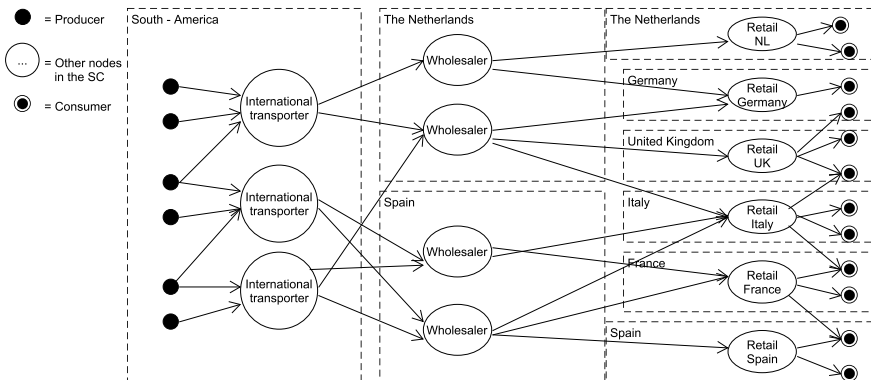 = Producer
...
= Other nodes
in the SC
= Consumer
South - America
International
transporter
International
transporter
International
transporter
The Netherlands
Wholesaler
Wholesaler
Spain
Wholesaler
Wholesaler
The Netherlands
Retail
NL
Germany
Retail
Germany
United Kingdom
Retail
UK
Italy
Retail
Italy
France
Retail
France
Spain
Retail
Spain